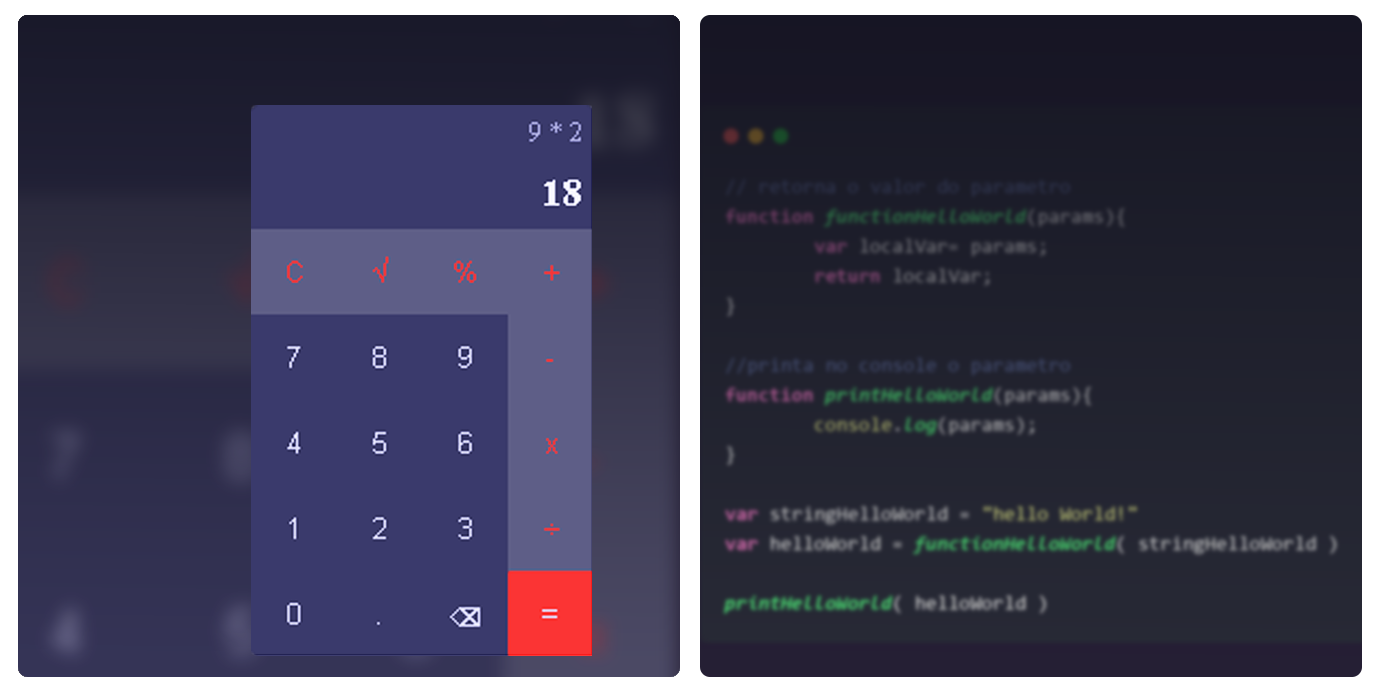 9*2
18
C √ % +
7 8 9 -
4 5 6 x
1 2 3 ÷
0 . ⌫ =
// retorna o valor do parametro
function functionHelloWorld(params){
var localVar= params;
return localVar;
}
//printa no console o parametro
function printHelloWorld(params){
console.log(params);
}
var stringHelloWorld = "hello World!"
var helloWorld = functionHelloWorld( stringHelloWorld )
printHelloWorld( helloWorld )